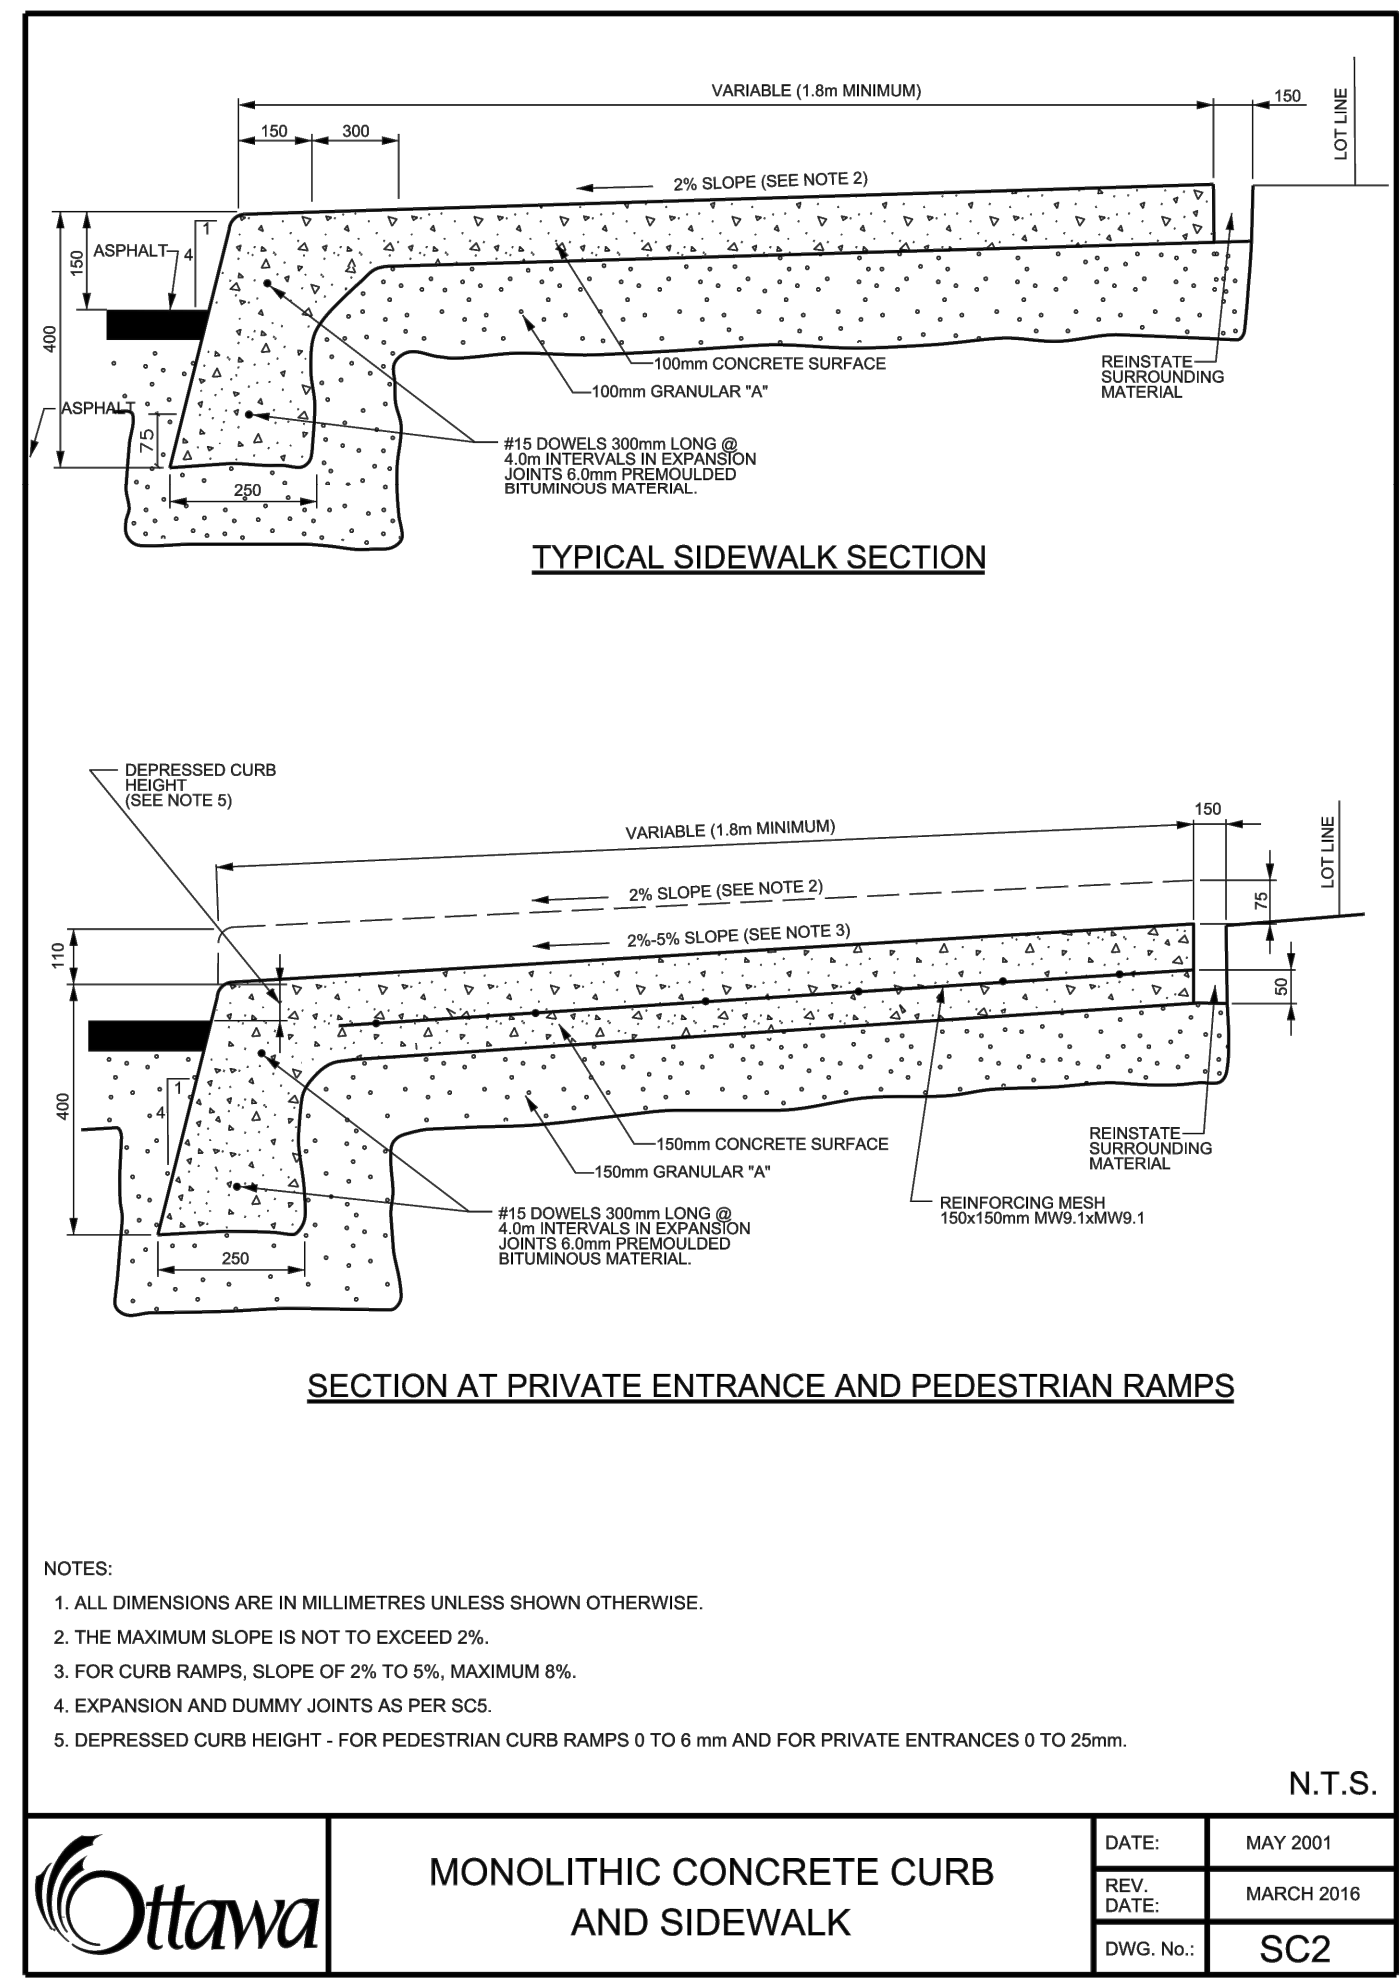 VARIABLE (1.8m MINIMUM)
150
LOT LINE
150
300
2% SLOPE (SEE NOTE 2)
1
4
ASPHALT
150
400
ASPHALT
75
250
100mm CONCRETE SURFACE
100mm GRANULAR "A"
REINSTATE
SURROUNDING
MATERIAL
#15 DOWELS 300mm LONG @
4.0m INTERVALS IN EXPANSION
JOINTS 6.0mm PREMOULDED
BITUMINOUS MATERIAL.
TYPICAL SIDEWALK SECTION
DEPRESSED CURB
HEIGHT
(SEE NOTE 5)
VARIABLE (1.8m MINIMUM)
150
LOT LINE
2% SLOPE (SEE NOTE 2)
75
2%-5% SLOPE (SEE NOTE 3)
110
50
1
4
400
150mm CONCRETE SURFACE
150mm GRANULAR "A"
REINSTATE
SURROUNDING
MATERIAL
REINFORCING MESH
150x150mm MW9.1xMW9.1
#15 DOWELS 300mm LONG @
4.0m INTERVALS IN EXPANSION
JOINTS 6.0mm PREMOULDED
BITUMINOUS MATERIAL.
250
SECTION AT PRIVATE ENTRANCE AND PEDESTRIAN RAMPS
NOTES:
1. ALL DIMENSIONS ARE IN MILLIMETRES UNLESS SHOWN OTHERWISE.
2. THE MAXIMUM SLOPE IS NOT TO EXCEED 2%.
3. FOR CURB RAMPS, SLOPE OF 2% TO 5%, MAXIMUM 8%.
4. EXPANSION AND DUMMY JOINTS AS PER SC5.
5. DEPRESSED CURB HEIGHT - FOR PEDESTRIAN CURB RAMPS 0 TO 6 mm AND FOR PRIVATE ENTRANCES 0 TO 25mm.
N.T.S.
Ottawa
MONOLITHIC CONCRETE CURB
AND SIDEWALK
DATE: MAY 2001
REV.
DATE: MARCH 2016
DWG. No.: SC2